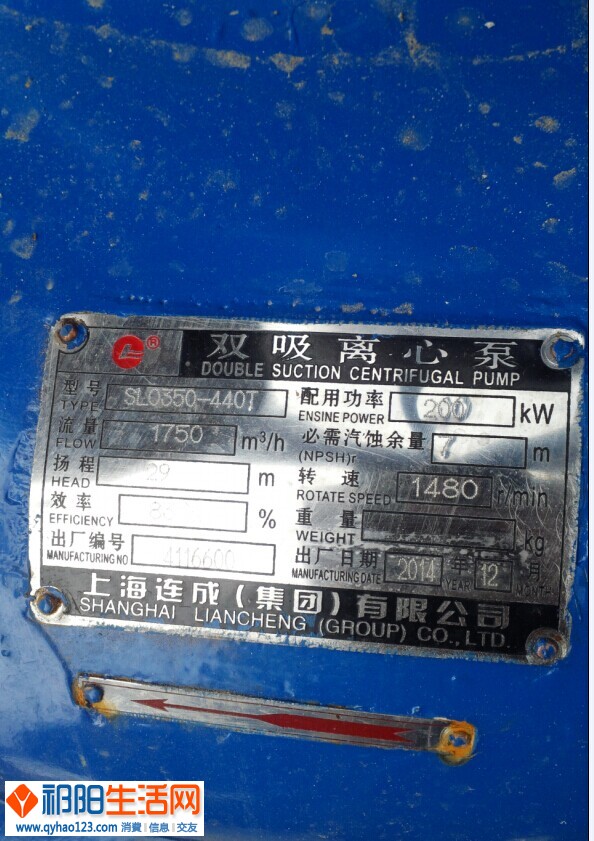 ®
双吸离心泵
DOUBLE SUCTION CENTRIFUGAL PUMP
型号 SLO350-440T 配用功率 200 kW
TYPE ENSINE POWER
流量 1750 m³/h 必需汽蚀余量 7 m
FLOW (NPSH)r
扬程 29 m 转速 1480 r/min
HEAD ROTATE SPEED
效率 % 重量 kg
EFFICIENCY WEIGHT
出厂编号 4116600 出厂日期 2014 年 12 月
MANUFACTURING NO MANUFACTING DATE YEAR MONTH
上海连成(集团)有限公司
SHANGHAI LIANCHENG (GROUP) CO.,LTD.
祁阳生活网
www.qyhao123.com 消费 | 信息 | 交友